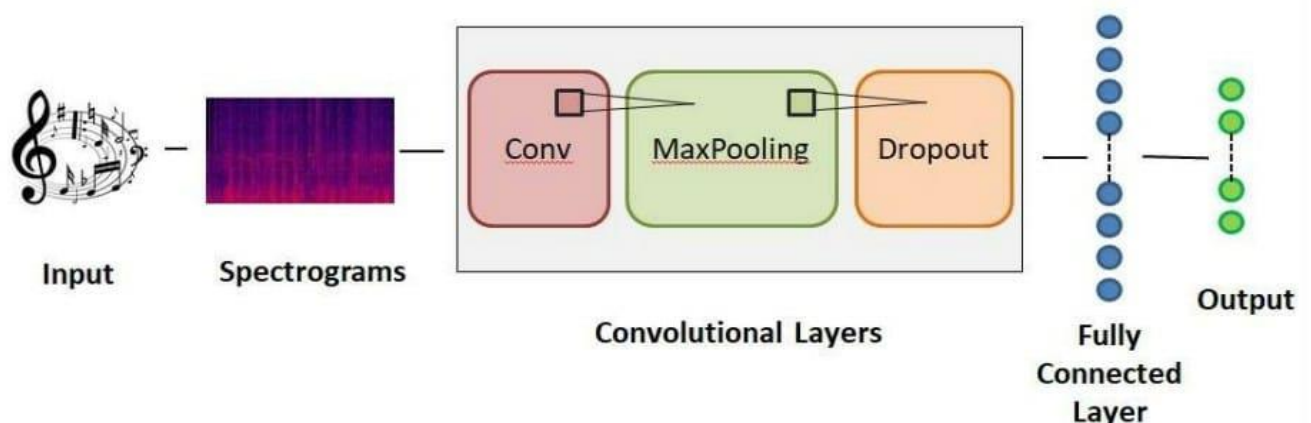 Conv
MaxPooling
Dropout
Input
Spectrograms
Convolutional Layers
Fully
Connected
Layer
Output